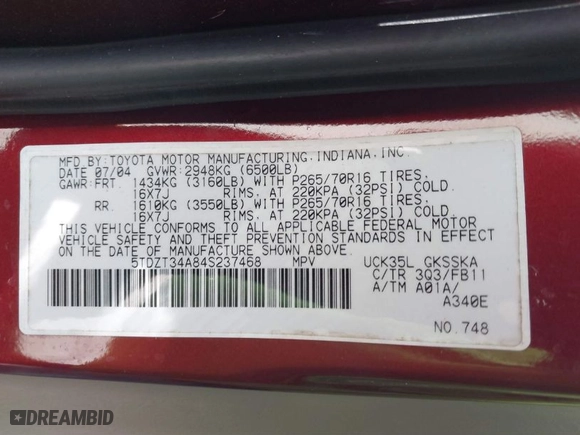 MFD.BY:TOYOTA MOTOR MANUFACTURING,INDIANA,INC.
DATE 07/04 GVWR:2948KG (6500LB)
GAWR:FRT. 1434KG (3160LB) WITH P265/70R16 TIRES,
16X7J RIMS, AT 220KPA (32PSI) COLD.
RR. 1610KG (3550LB) WITH P265/70R16 TIRES,
16X7J RIMS, AT 220KPA (32PSI) COLD.
THIS VEHICLE CONFORMS TO ALL APPLICABLE FEDERAL MOTOR
VEHICLE SAFETY AND THEFT PREVENTION STANDARDS IN EFFECT
ON THE DATE OF MANUFACTURE SHOWN ABOVE.
5TDZT34A84S237468 MPV UCK35L GKSSKA
C/TR 3Q3/FB11
A/TM A01A/
A340E
NO.748
DREAMBID